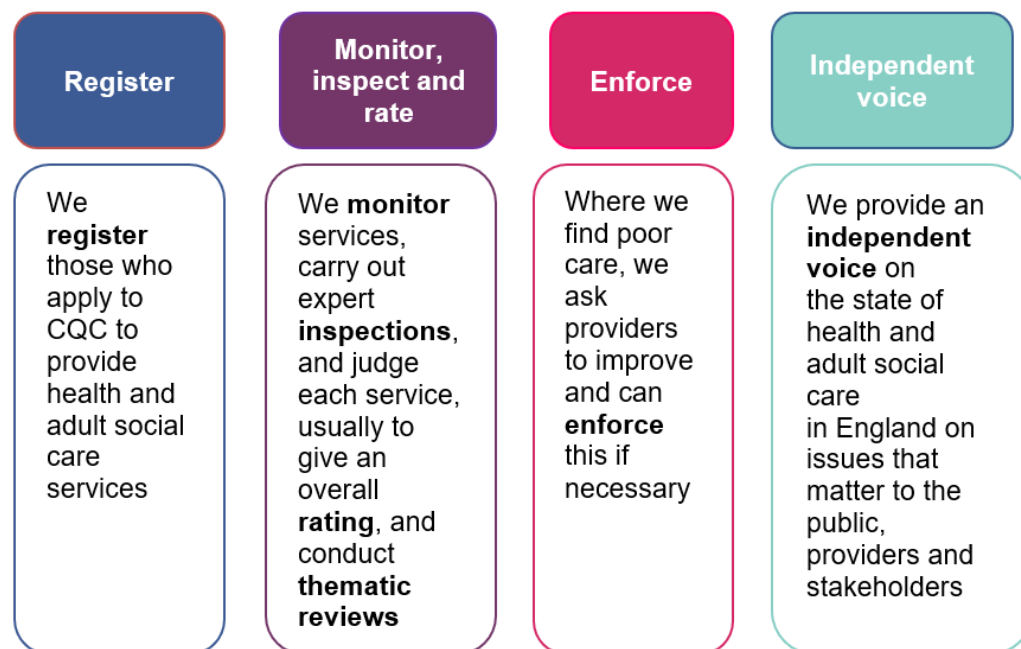 Register
We
register
those who
apply to
CQC to
provide
health and
adult social
care
services
Monitor,
inspect and
rate
We monitor
services,
carry out
expert
inspections,
and judge
each service,
usually to
give an
overall
rating, and
conduct
thematic
reviews
Enforce
Where we
find poor
care, we
ask
providers
to improve
and can
enforce
this if
necessary
Independent
voice
We provide an
independent
voice on
the state of
health and
adult social
care
in England on
issues that
matter to the
public,
providers and
stakeholders